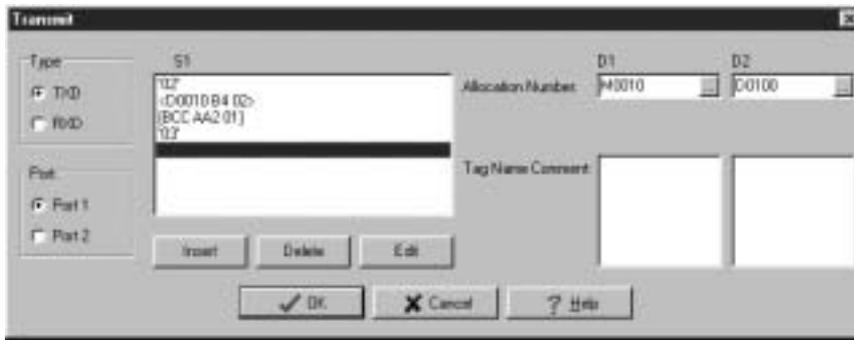 Transmit
Type
TXD
RXD
Port
Port 1
Port 2
S1
'02'
<D0010 B4 02>
(BCC AA2 01)
'03'
Insert
Delete
Edit
Allocation Number:
D1
M0010
...
D2
D0100
...
Tag Name Comment:
OK
Cancel
? Help